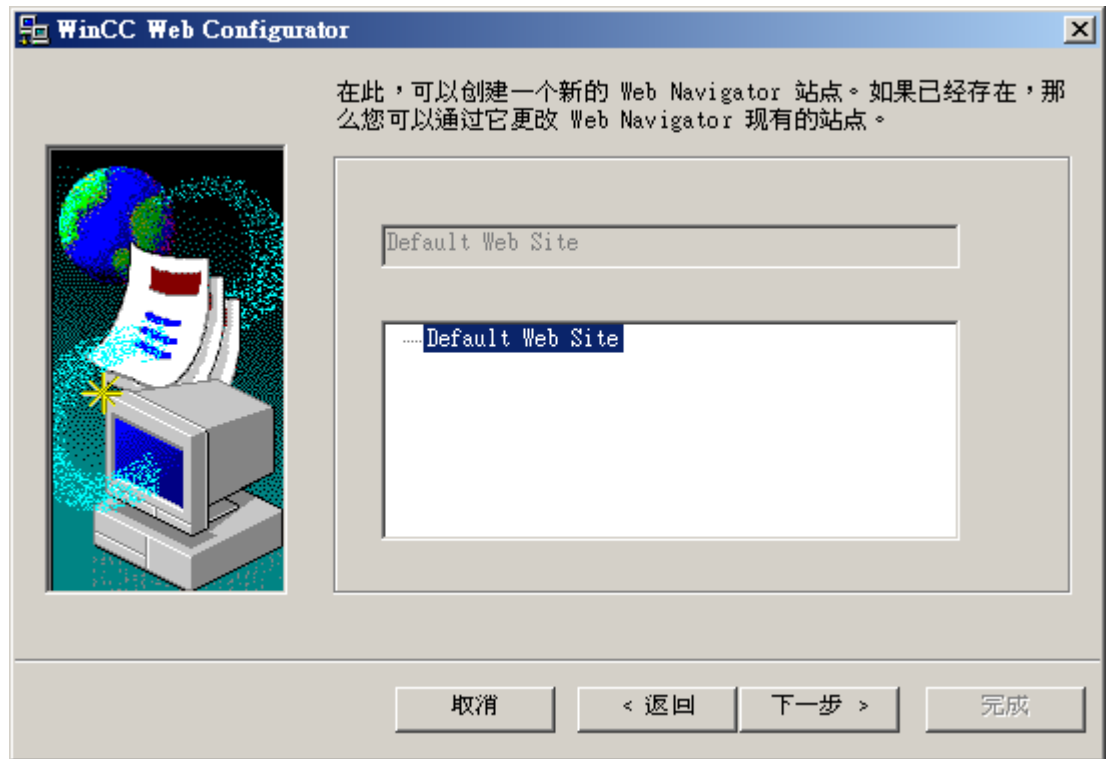 WinCC Web Configurator
在此，可以创建一个新的 Web Navigator 站点。如果已经存在，那
么您可以通过它更改 Web Navigator 现有的站点。
Default Web Site
Default Web Site
取消
< 返回
下一步 >
完成